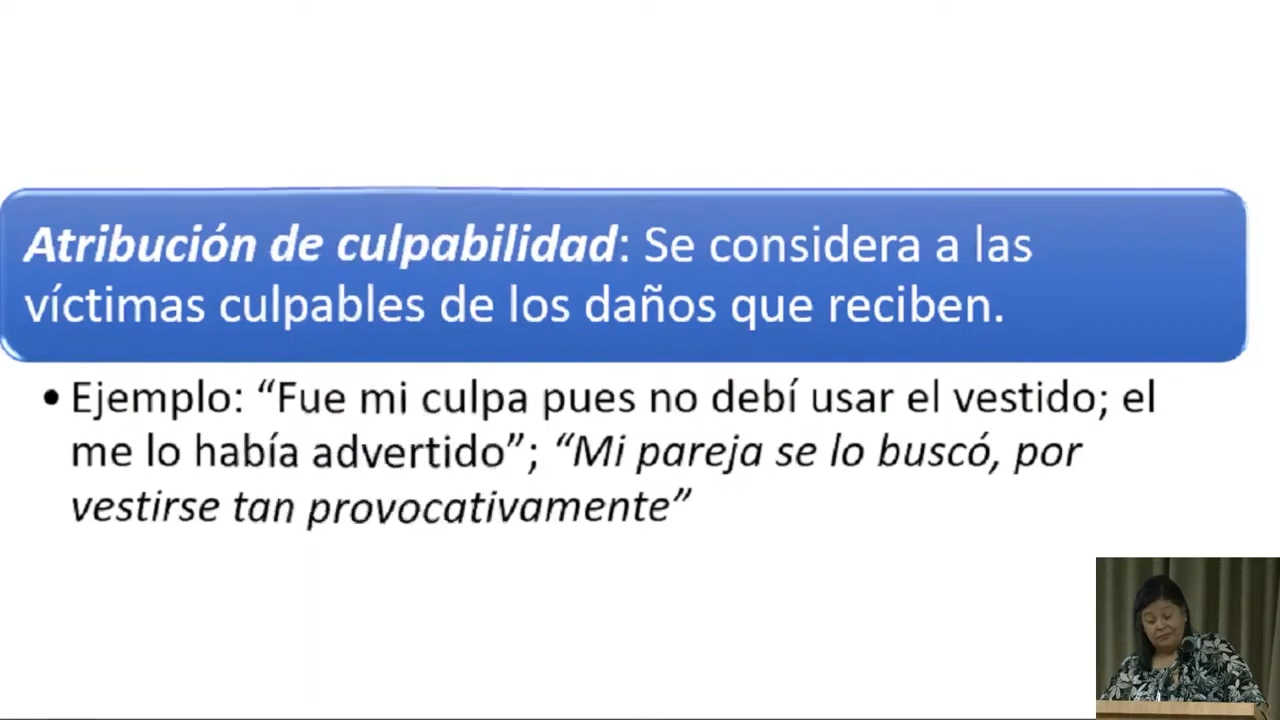 Atribución de culpabilidad: Se considera a las
víctimas culpables de los daños que reciben.
• Ejemplo: “Fue mi culpa pues no debí usar el vestido; el
me lo había advertido”; “Mi pareja se lo buscó, por
vestirse tan provocativamente”